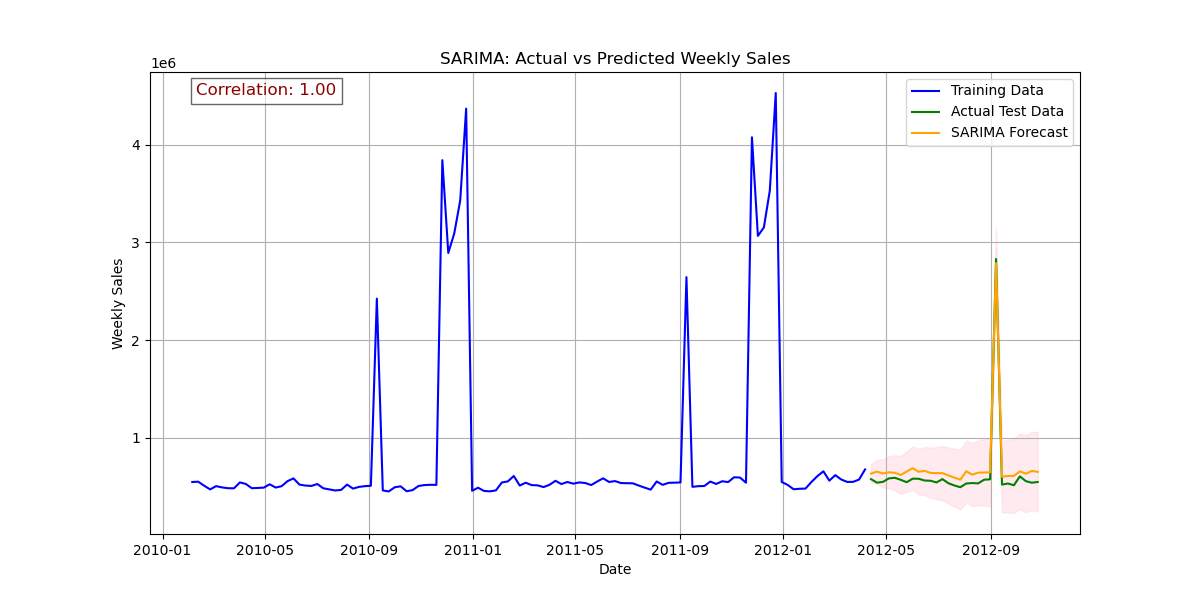 SARIMA: Actual vs Predicted Weekly Sales
1e6
Correlation: 1.00
Training Data
Actual Test Data
SARIMA Forecast
4
3
2
1
Weekly Sales
2010-01 2010-05 2010-09 2011-01 2011-05 2011-09 2012-01 2012-05 2012-09
Date